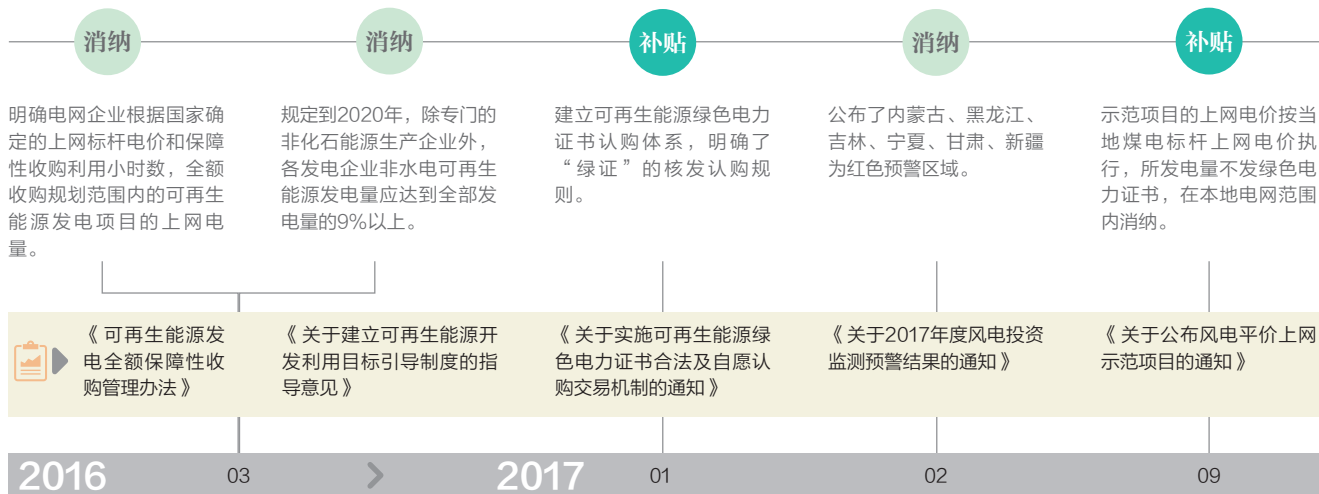 消纳
消纳
补贴
消纳
补贴
明确电网企业根据国家确
定的上网标杆电价和保障
性收购利用小时数，全额
收购规划范围内的可再生
能源发电项目的上网电
量。
规定到2020年，除专门的
非化石能源生产企业外，
各发电企业非水电可再生
能源发电量应达到全部发
电量的9%以上。
建立可再生能源绿色电力
证书认购体系，明确了
“绿证”的核发认购规
则。
公布了内蒙古、黑龙江、
吉林、宁夏、甘肃、新疆
为红色预警区域。
示范项目的上网电价按当
地煤电标杆上网电价执
行，所发电量不发绿色电
力证书，在本地电网范围
内消纳。
《可再生能源发
电全额保障性收
购管理办法》
《关于建立可再生能源开
发利用目标引导制度的指
导意见》
《关于实施可再生能源绿
色电力证书合法及自愿认
购交易机制的通知》
《关于2017年度风电投资
监测预警结果的通知》
《关于公布风电平价上网
示范项目的通知》
2016
03
2017
01
02
09